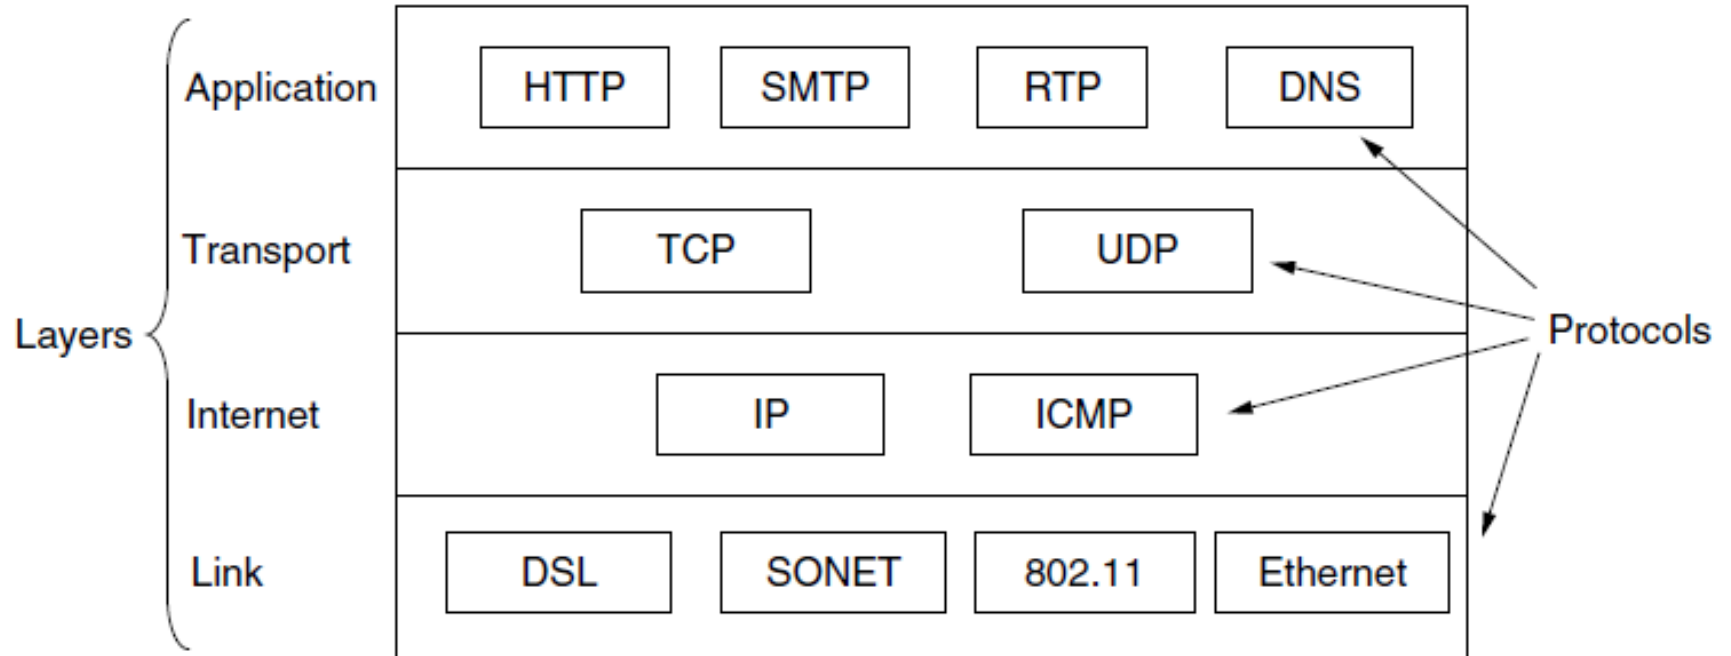 Application
HTTP
SMTP
RTP
DNS
Transport
TCP
UDP
Layers
Protocols
Internet
IP
ICMP
Link
DSL
SONET
802.11
Ethernet